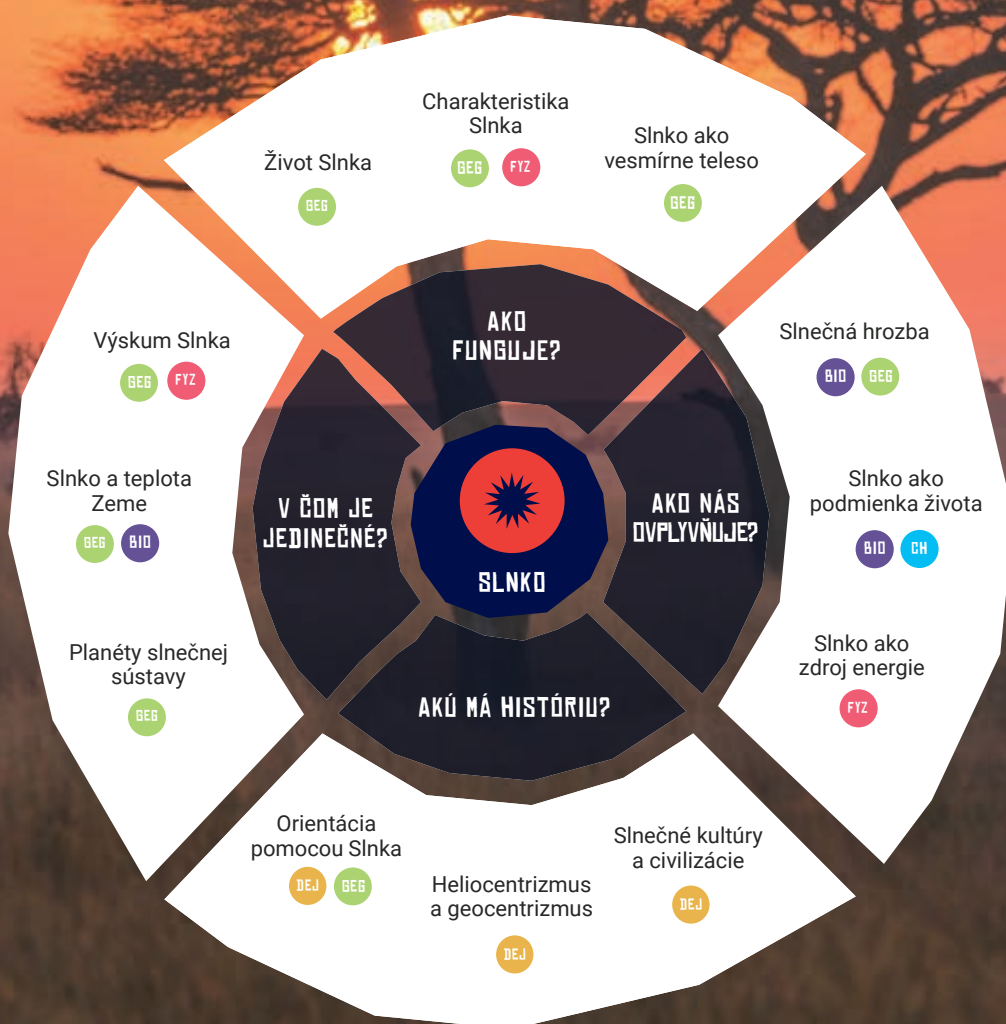 Charakteristika
Slnka
GEG FYZ
Život Slnka
GEG
Slnko ako
vesmírne teleso
GEG
AKO
FUNGUJE?
Výskum Slnka
GEG FYZ
Slnko a teplota
Zeme
GEG BIO
Planéty slnečnej
sústavy
GEG
V ČOM JE
JEDINEČNÉ?
SLNKO
AKO NÁS
OVPLYVŇUJE?
Slnečná hrozba
BIO GEG
Slnko ako
podmienka života
BIO CH
Slnko ako
zdroj energie
FYZ
AKÚ MÁ HISTÓRIU?
Orientácia
pomocou Slnka
DEJ GEG
Heliocentrizmus
a geocentrizmus
DEJ
Slnečné kultúry
a civilizácie
DEJ